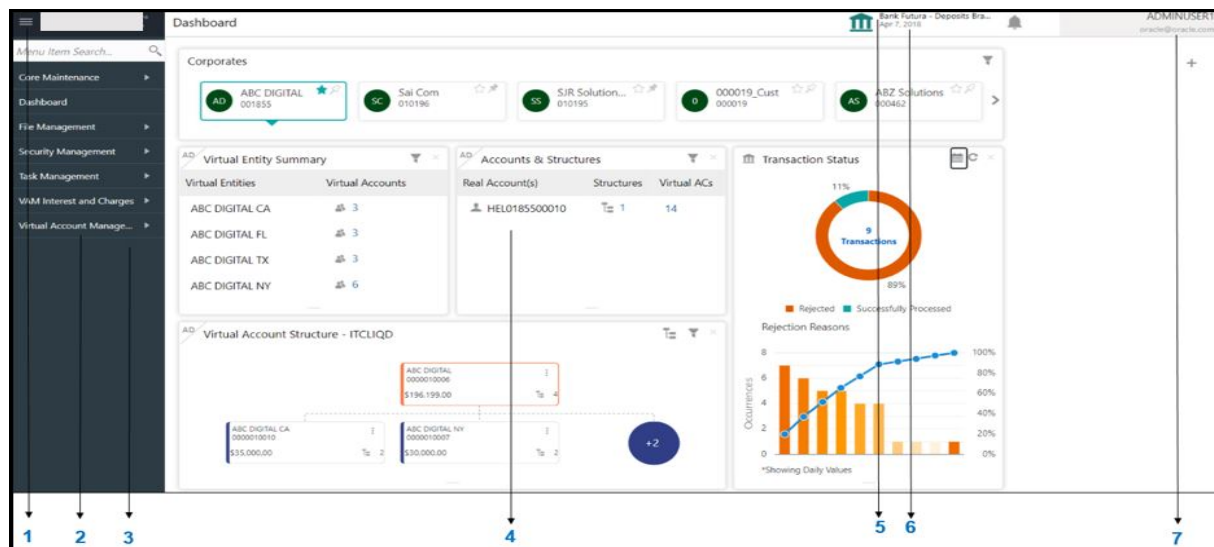 Dashboard
Bank Futura - Deposits Bra...
Apr 7, 2018
ADMINUSER1
oracle@oracle.com
Menu Item Search...
Core Maintenance
Dashboard
File Management
Security Management
Task Management
VAM Interest and Charges
Virtual Account Manage...
Corporates
AD ABC DIGITAL 001855
SC Sai Com 010196
SS SJR Solution... 010195
0 000019_Cust 000019
AS ABZ Solutions 000462
AD Virtual Entity Summary
Virtual Entities Virtual Accounts
ABC DIGITAL CA 3
ABC DIGITAL FL 3
ABC DIGITAL TX 3
ABC DIGITAL NY 6
AD Accounts & Structures
Real Account(s) Structures Virtual ACs
HEL0185500010 1 14
Transaction Status
11%
9
Transactions
89%
Rejected Successfully Processed
Rejection Reasons
Occurrences
8 100%
80%
6
60%
4
40%
2
20%
0 0%
*Showing Daily Values
AD Virtual Account Structure - ITCLIQD
ABC DIGITAL
0000010006
$196,199.00 4
ABC DIGITAL CA
0000010010
$35,000.00 2
ABC DIGITAL NY
0000010007
$30,000.00 2
+2
1 2 3 4 5 6 7